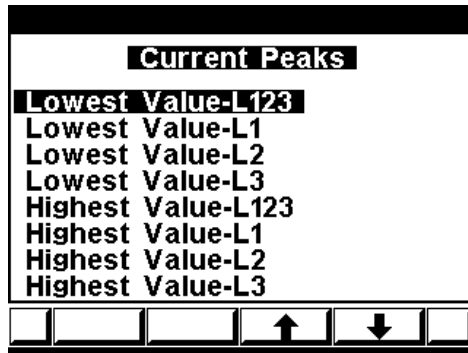 Current Peaks
Lowest Value-L123
Lowest Value-L1
Lowest Value-L2
Lowest Value-L3
Highest Value-L123
Highest Value-L1
Highest Value-L2
Highest Value-L3